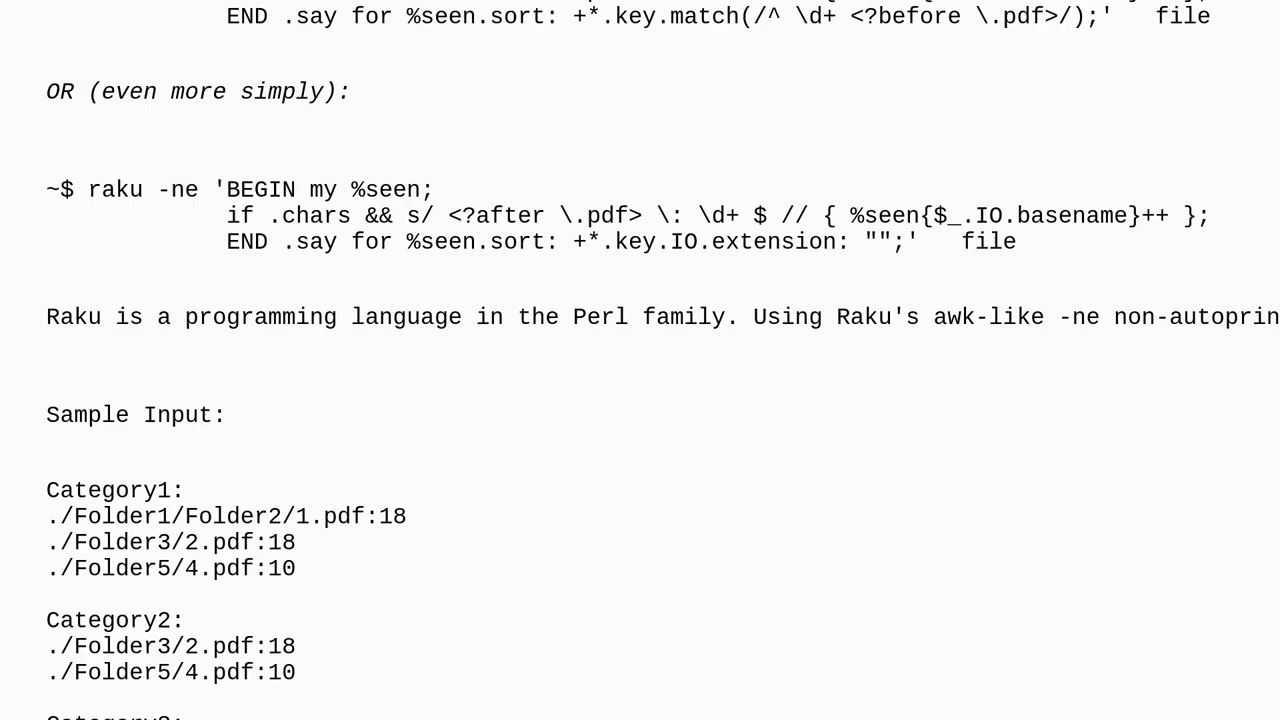 END .say for %seen.sort: +*.key.match(/^ \d+ <?before \.pdf>/);'   file
OR (even more simply):
~$ raku -ne 'BEGIN my %seen;
if .chars && s/ <?after \.pdf> \: \d+ $ // { %seen{$_.IO.basename}++ };
END .say for %seen.sort: +*.key.IO.extension: "";'   file
Raku is a programming language in the Perl family. Using Raku's awk-like -ne non-autoprin
Sample Input:
Category1:
./Folder1/Folder2/1.pdf:18
./Folder3/2.pdf:18
./Folder5/4.pdf:10
Category2:
./Folder3/2.pdf:18
./Folder5/4.pdf:10